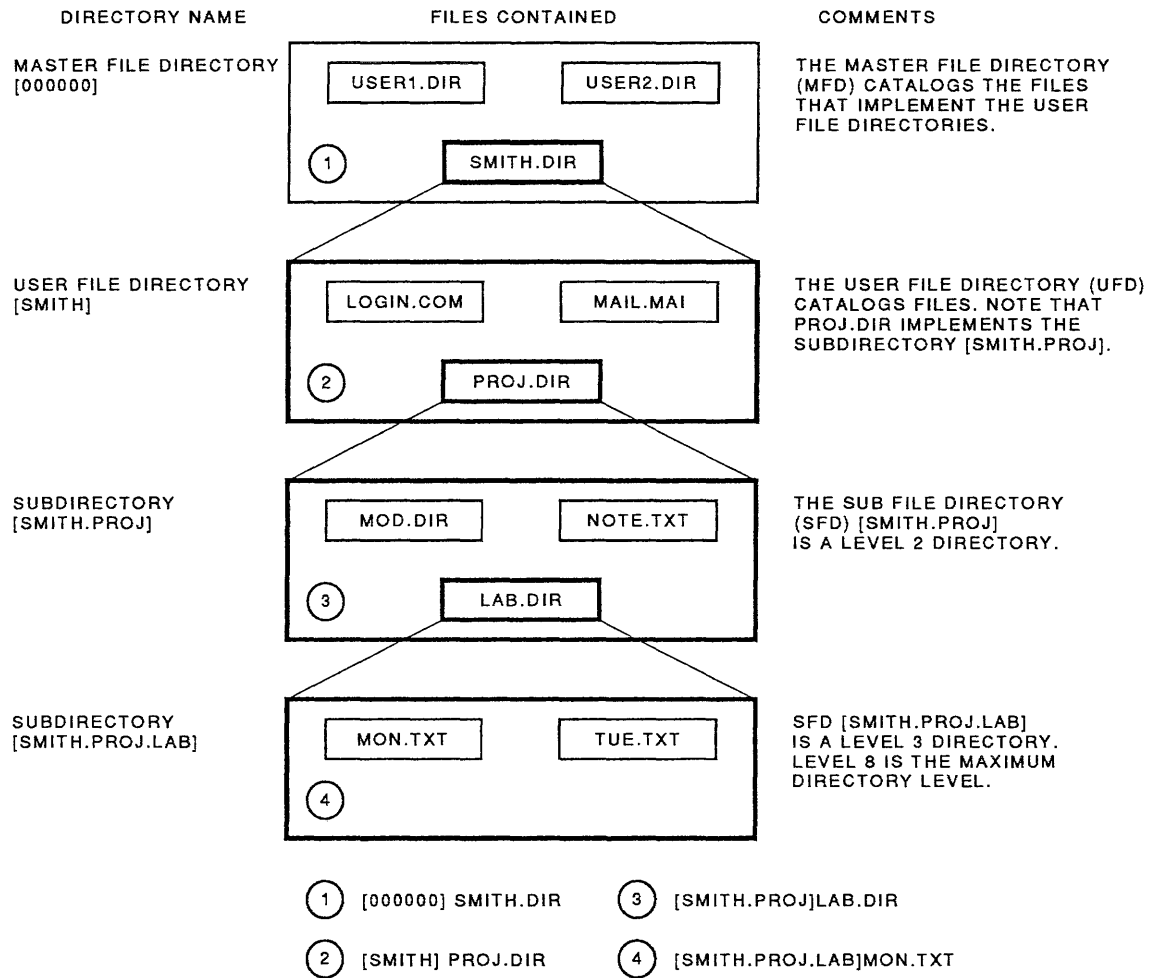 DIRECTORY NAME
FILES CONTAINED
COMMENTS
MASTER FILE DIRECTORY
[000000]
USER1.DIR
USER2.DIR
1
SMITH.DIR
THE MASTER FILE DIRECTORY
(MFD) CATALOGS THE FILES
THAT IMPLEMENT THE USER
FILE DIRECTORIES.
USER FILE DIRECTORY
[SMITH]
LOGIN.COM
MAIL.MAI
2
PROJ.DIR
THE USER FILE DIRECTORY (UFD)
CATALOGS FILES. NOTE THAT
PROJ.DIR IMPLEMENTS THE
SUBDIRECTORY [SMITH.PROJ].
SUBDIRECTORY
[SMITH.PROJ]
MOD.DIR
NOTE.TXT
3
LAB.DIR
THE SUB FILE DIRECTORY
(SFD) [SMITH.PROJ]
IS A LEVEL 2 DIRECTORY.
SUBDIRECTORY
[SMITH.PROJ.LAB]
MON.TXT
TUE.TXT
4
SFD [SMITH.PROJ.LAB]
IS A LEVEL 3 DIRECTORY.
LEVEL 8 IS THE MAXIMUM
DIRECTORY LEVEL.
1 [000000] SMITH.DIR
3 [SMITH.PROJ]LAB.DIR
2 [SMITH] PROJ.DIR
4 [SMITH.PROJ.LAB]MON.TXT